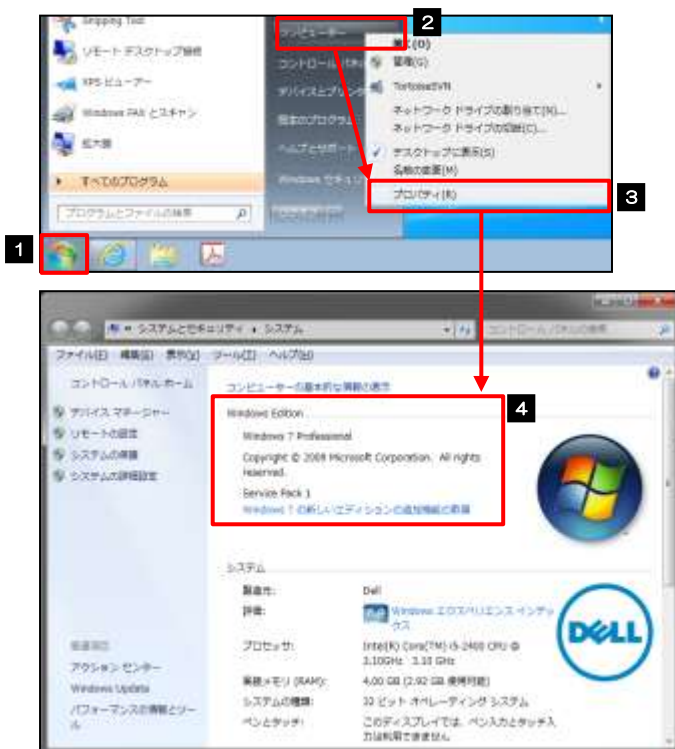 Snipping Tool
リモート デスクトップ接続
XPS ビューアー
Windows FAX とスキャン
拡大鏡
すべてのプログラム
プログラムとファイルの検索
コンピューター
コントロール パネル
デバイスとプリン
既定のプログラム
ヘルプとサポート
Windows セキュリ
2
開く(O)
管理(G)
TortoiseSVN
ネットワーク ドライブの割り当て(N)...
ネットワーク ドライブの切断(C)...
デスクトップに表示(S)
名前の変更(M)
プロパティ(R)
3
1
システムとセキュリティ
システム
コントロール パネルの検索
ファイル(F) 編集(E) 表示(V) ツール(T) ヘルプ(H)
コントロール パネル ホーム
デバイス マネージャー
リモートの設定
システムの保護
システムの詳細設定
コンピューターの基本的な情報の表示
4
Windows Edition
Windows 7 Professional
Copyright © 2009 Microsoft Corporation. All rights
reserved.
Service Pack 1
Windows 7 の新しいエディションの追加機能の取得
システム
製造元: Dell
評価: Windows エクスペリエンス インデッ
クス
プロセッサ: Intel(R) Core(TM) i5-2400 CPU @
3.10GHz 3.10 GHz
実装メモリ (RAM): 4.00 GB (2.92 GB 使用可能)
システムの種類: 32 ビット オペレーティング システム
ペンとタッチ: このディスプレイでは、ペン入力とタッチ入
力は利用できません
DELL
関連項目
アクション センター
Windows Update
パフォーマンスの情報とツー
ル